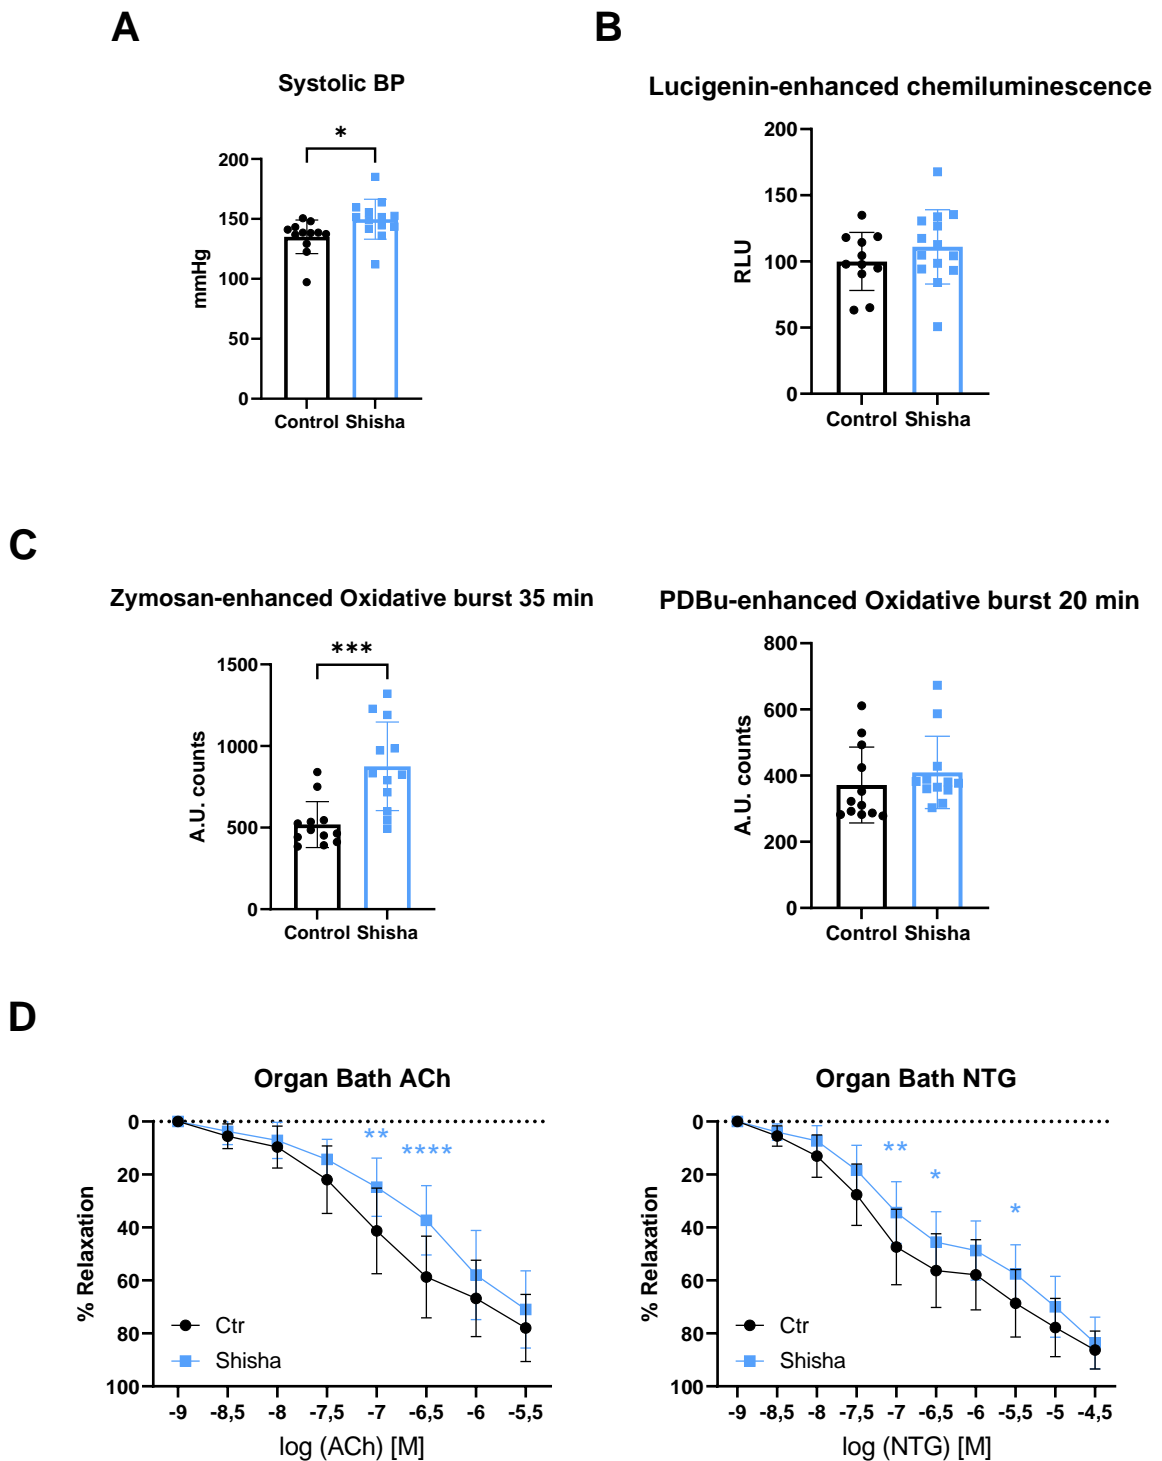 A
B
Systolic BP
Lucigenin-enhanced chemiluminescence
*
200
150
100
50
0
mmHg
Control Shisha
200
150
100
50
0
RLU
Control Shisha
C
Zymosan-enhanced Oxidative burst 35 min
PDBu-enhanced Oxidative burst 20 min
***
1500
1000
500
0
A.U. counts
Control Shisha
800
600
400
200
0
A.U. counts
Control Shisha
D
Organ Bath ACh
Organ Bath NTG
0
20
40
60
80
100
% Relaxation
**
****
Ctr
Shisha
-9 -8,5 -8 -7,5 -7 -6,5 -6 -5,5
log (ACh) [M]
0
20
40
60
80
100
% Relaxation
**
*
*
Ctr
Shisha
-9 -8,5 -8 -7,5 -7 -6,5 -6 -5,5 -5 -4,5
log (NTG) [M]